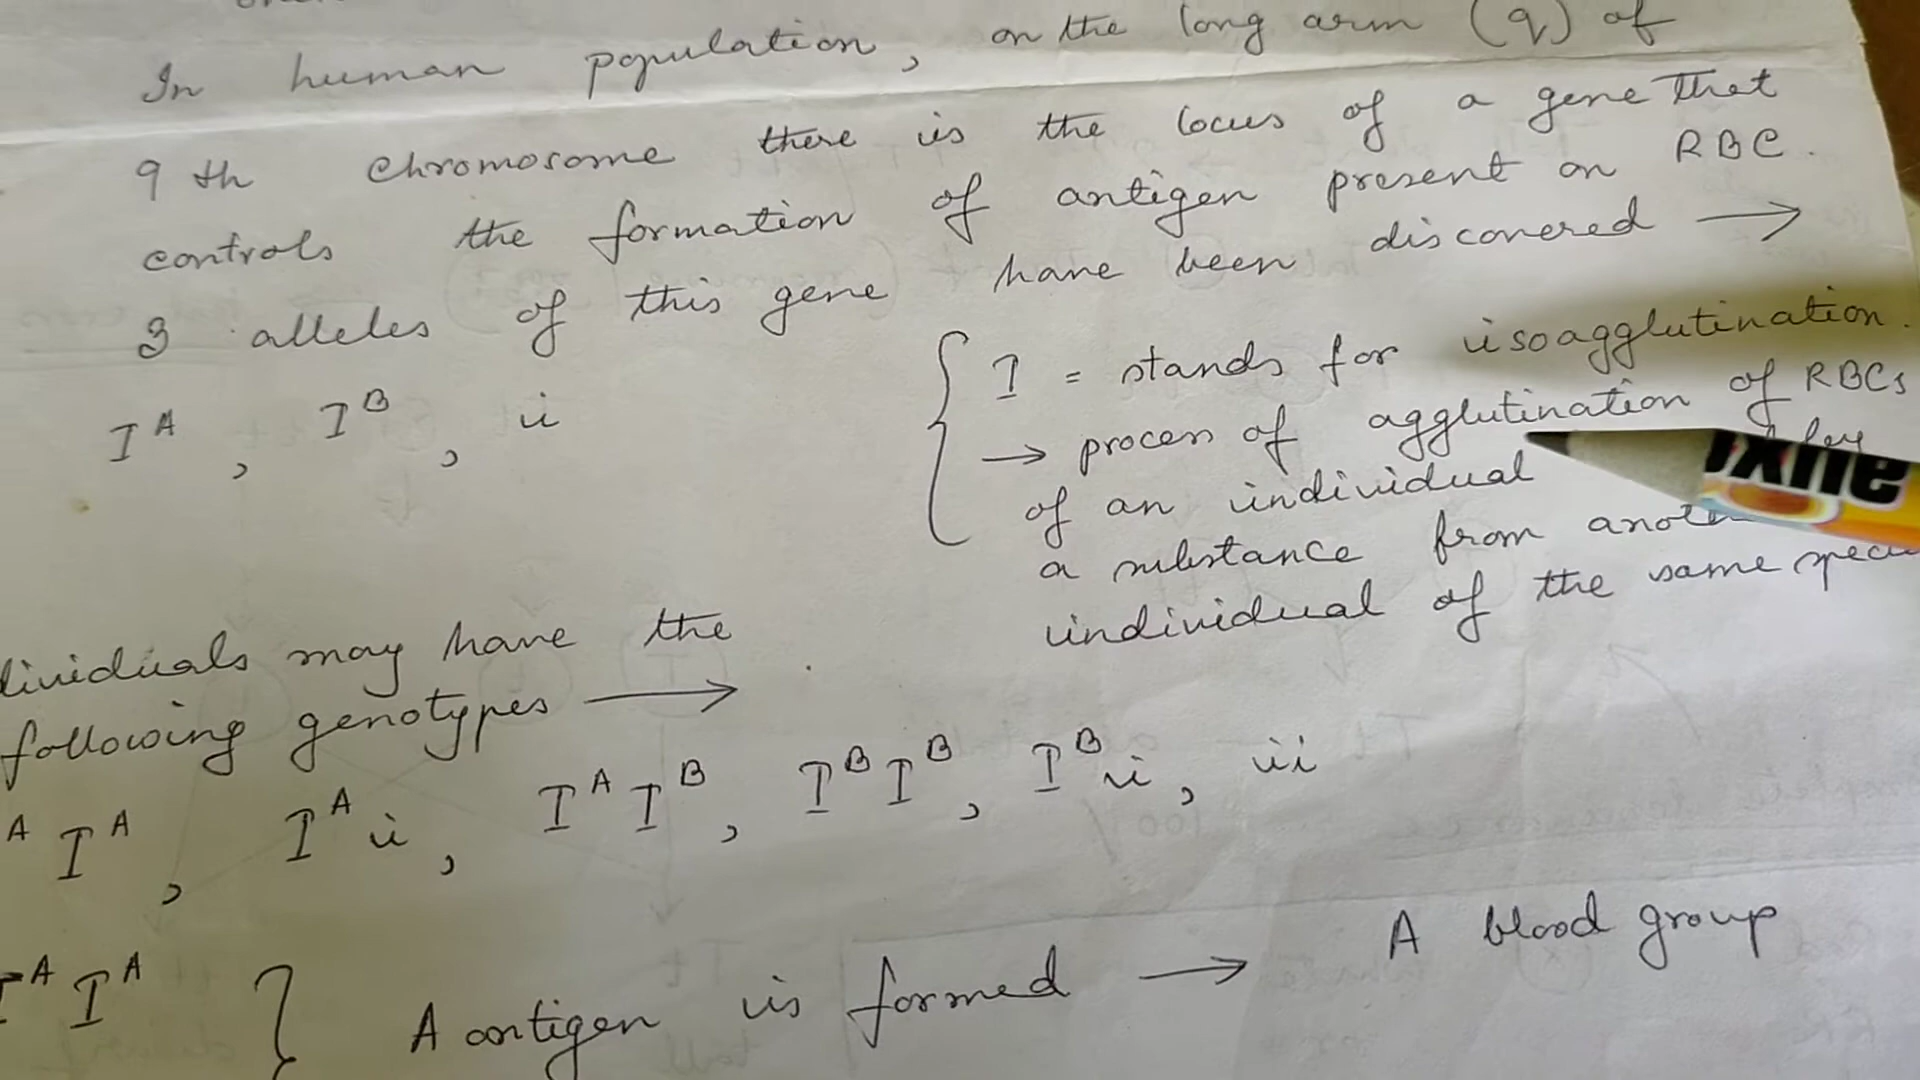 In human population, on the long arm (q) of
9th chromosome there is the locus of a gene that
controls the formation of antigen present on RBC.
3 alleles of this gene have been discovered →
I^A, I^B, i
{ I = stands for isoagglutination.
→ process of agglutination of RBCs
of an individual by
a substance from
individual of the same
dividuals may have the
following genotypes →
^A I^A, I^A i, I^A I^B, I^B I^B, I^B i, ii
I^A I^A } A antigen is formed → A blood group